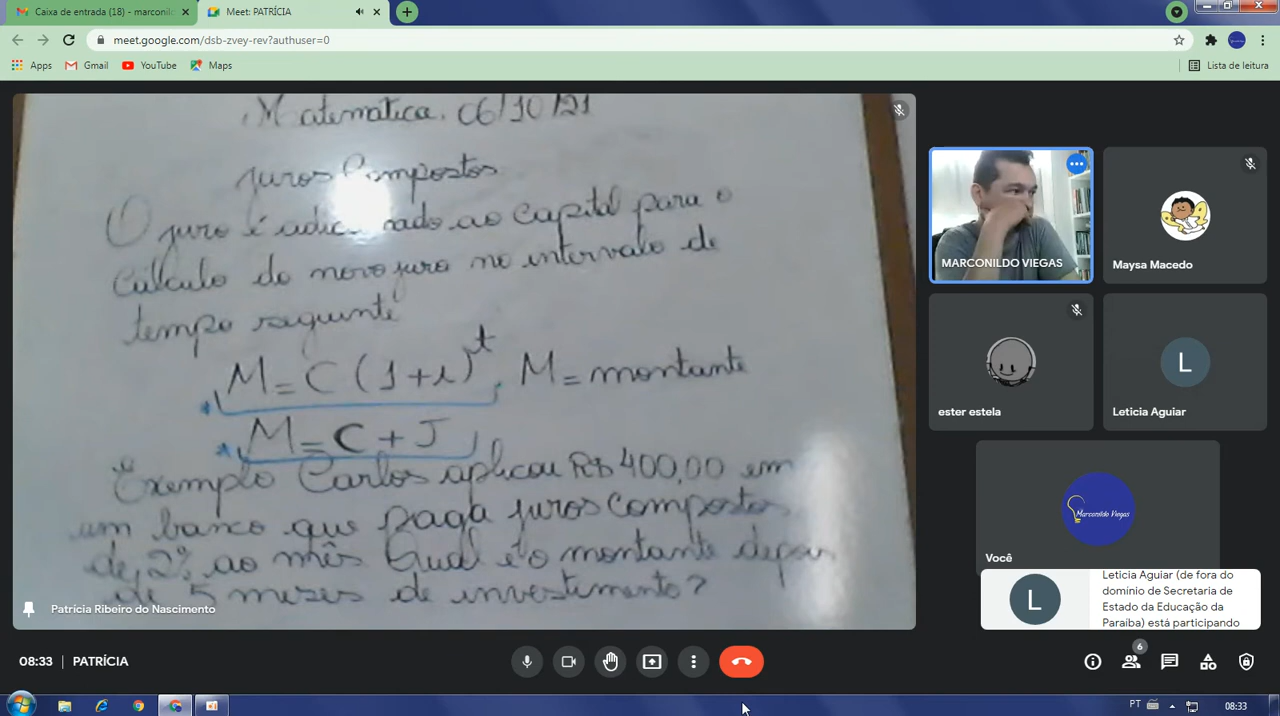 Caixa de entrada (18) - marconil
Meet: PATRÍCIA
meet.google.com/dsb-zvey-rev?authuser=0
Apps
Gmail
YouTube
Maps
Lista de leitura
Matemática. 06/10/21
Juros Compostos
O juro é adic nado ao Capital para o
Cálculo do novo juro no intervalo de
tempo seguinte
M = C (1+i)^t . M = montante
* M = C + J
Exemplo Carlos aplicou R$ 400,00 em
um banco que paga juros Compostos
de 2% ao mês Qual é o montante depois
de 5 meses de investimento?
Patricia Ribeiro do Nascimento
MARCONILDO VIEGAS
Maysa Macedo
ester estela
L
Leticia Aguiar
Marconildo Viegas
Você
L
Leticia Aguiar (de fora do
domínio de Secretaria de
Estado da Educação da
Paraíba) está participando
08:33 | PATRÍCIA
6
PT
08:33